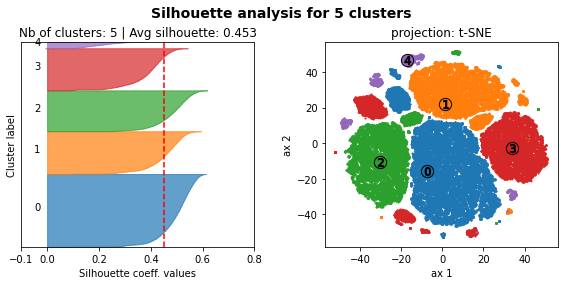 Silhouette analysis for 5 clusters
Nb of clusters: 5 | Avg silhouette: 0.453
Cluster label
4
3
2
1
0
−0.1 0.0 0.2 0.4 0.6 0.8
Silhouette coeff. values
projection: t-SNE
ax 2
40
20
0
−20
−40
4
1
3
2
0
−40 −20 0 20 40
ax 1